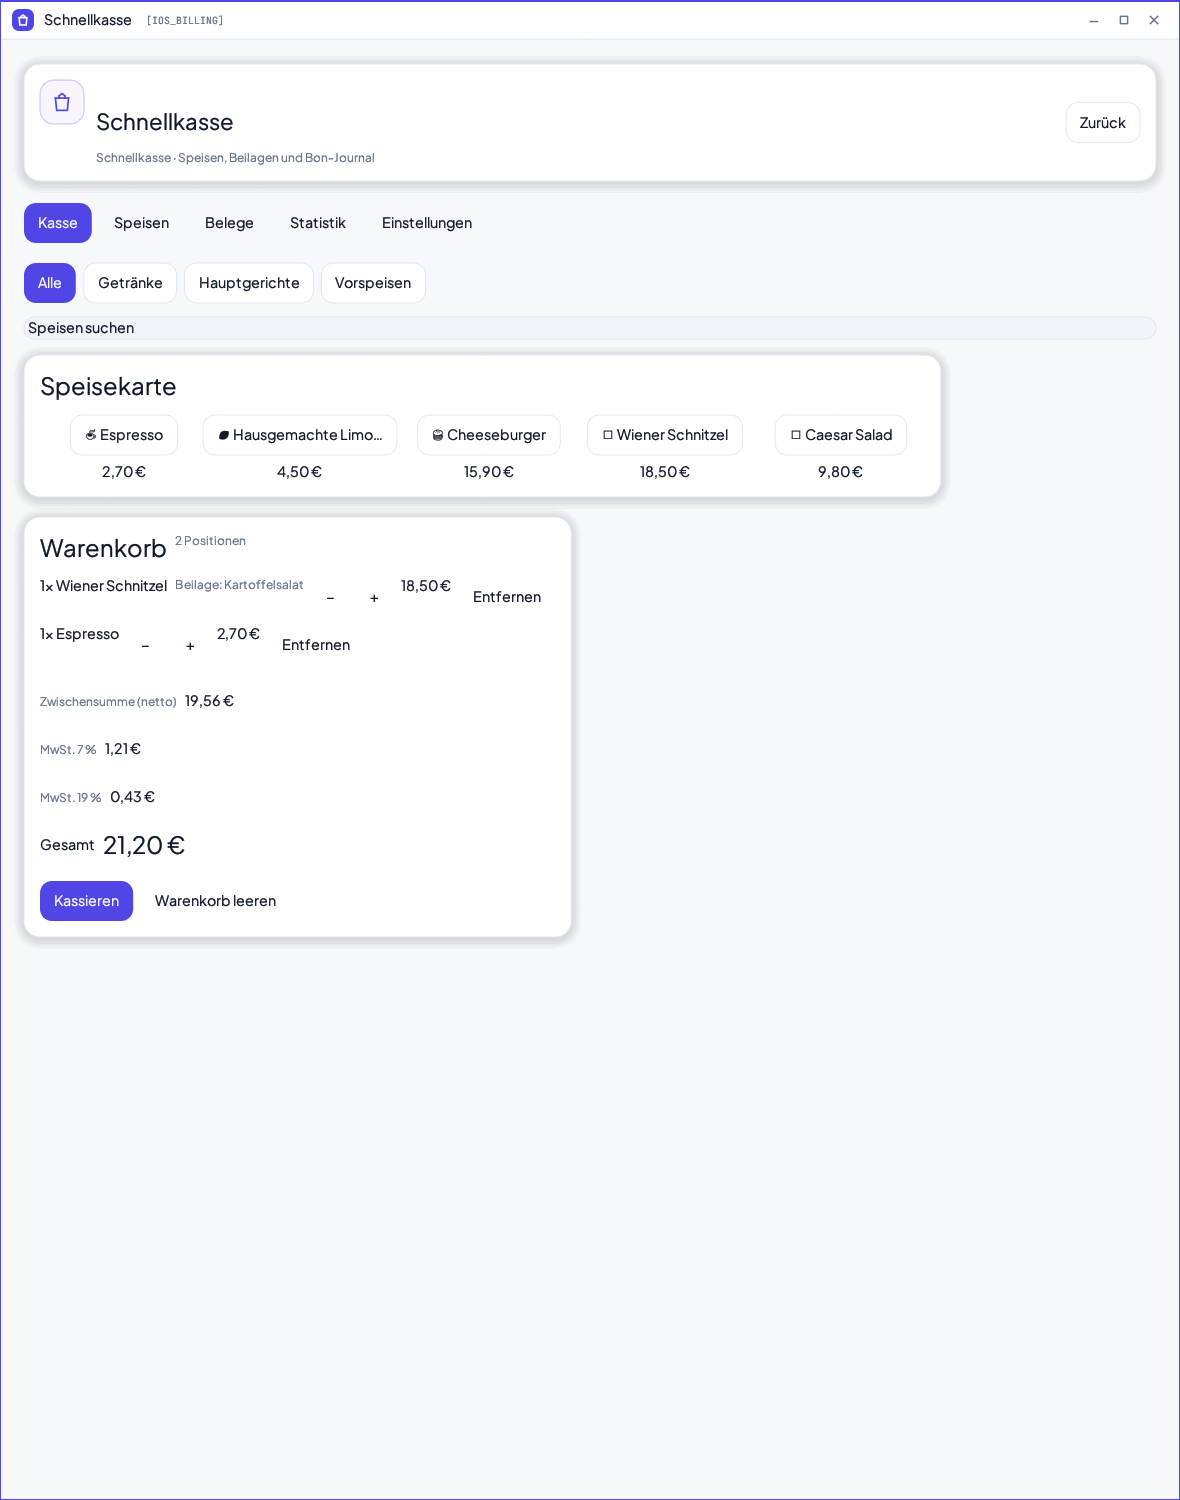 Schnellkasse [IOS_BILLING]
Schnellkasse
Zurück
Schnellkasse · Speisen, Beilagen und Bon-Journal
Kasse Speisen Belege Statistik Einstellungen
Alle Getränke Hauptgerichte Vorspeisen
Speisen suchen
Speisekarte
Espresso Hausgemachte Limo… Cheeseburger Wiener Schnitzel Caesar Salad
2,70 € 4,50 € 15,90 € 18,50 € 9,80 €
Warenkorb 2 Positionen
1× Wiener Schnitzel Beilage: Kartoffelsalat − + 18,50 € Entfernen
1× Espresso − + 2,70 € Entfernen
Zwischensumme (netto) 19,56 €
MwSt. 7 % 1,21 €
MwSt. 19 % 0,43 €
Gesamt 21,20 €
Kassieren Warenkorb leeren